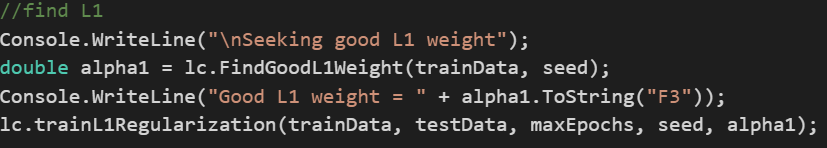 //find L1
Console.WriteLine("\nSeeking good L1 weight");
double alpha1 = lc.FindGoodL1Weight(trainData, seed);
Console.WriteLine("Good L1 weight = " + alpha1.ToString("F3"));
lc.trainL1Regularization(trainData, testData, maxEpochs, seed, alpha1);